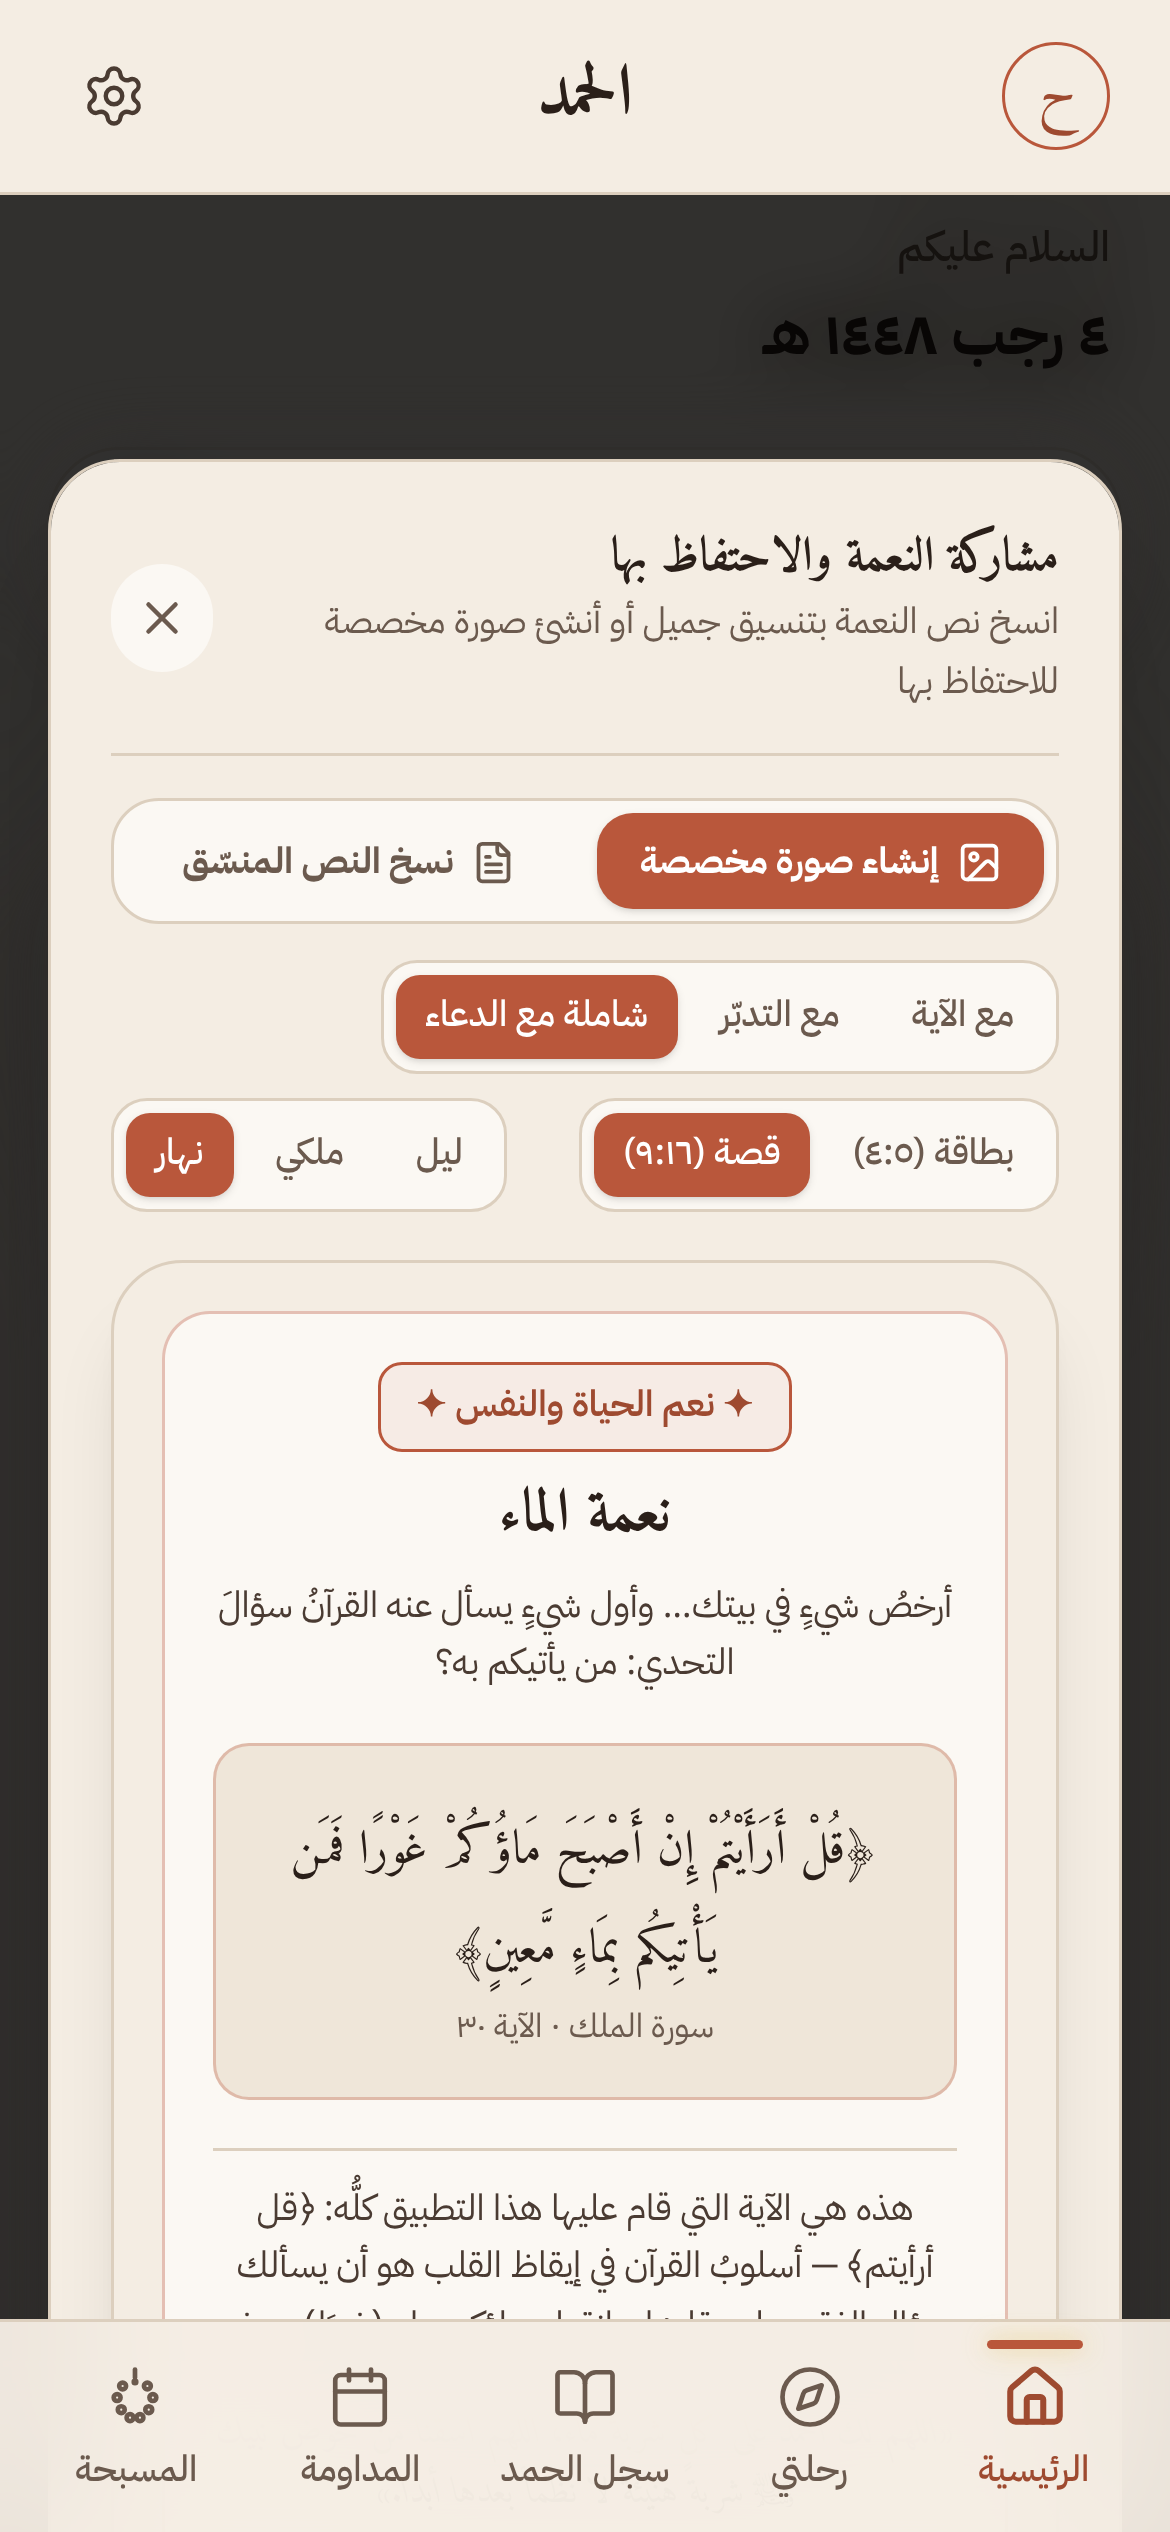 ح
الحمد
السلام عليكم
٤ رجب ١٤٤٨ هـ
مشاركة النعمة والاحتفاظ بها
انسخ نص النعمة بتنسيق جميل أو أنشئ صورة مخصصة
للاحتفاظ بها
إنشاء صورة مخصصة
نسخ النص المنسّق
مع الآية
مع التدبّر
شاملة مع الدعاء
بطاقة (٤:٥)
قصة (٩:١٦)
ليل
ملكي
نهار
✦ نعم الحياة والنفس ✦
نعمة الماء
أرخصُ شيءٍ في بيتك... وأول شيءٍ يسأل عنه القرآنُ سؤالَ
التحدي: من يأتيكم به؟
﴿قُلْ أَرَأَيْتُمْ إِنْ أَصْبَحَ مَاؤُكُمْ غَوْرًا فَمَن
يَأْتِيكُم بِمَاءٍ مَّعِينٍ﴾
سورة الملك · الآية ٣٠
هذه هي الآية التي قام عليها هذا التطبيق كلُّه: ﴿قل
أرأيتم﴾ — أسلوبُ القرآن في إيقاظ القلب هو أن يسألك
الرئيسية
رحلتي
سجل الحمد
المداومة
المسبحة